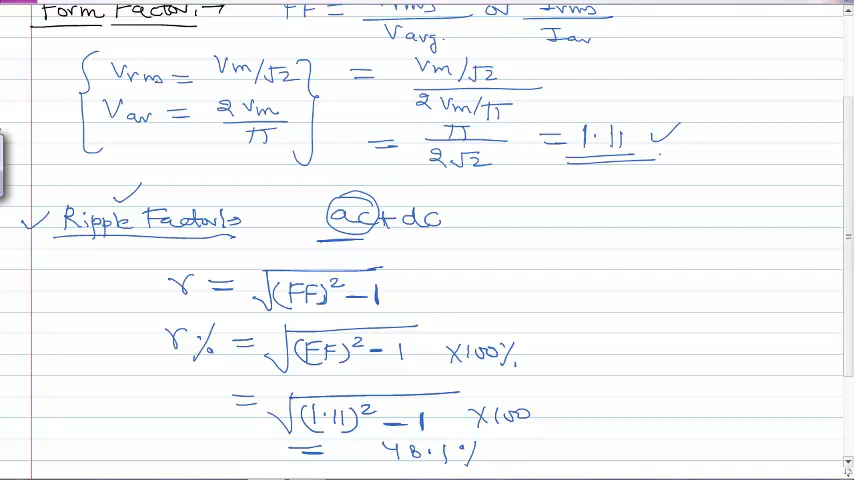 Form Factor:→ FF = Vrms / Vavg. or Irms / Iav
{ Vrms = Vm/√2 } = Vm/√2 / 2Vm/π
{ Var = 2Vm / π }
= π / 2√2 = 1.11 ✓
✓ Ripple Factor:→ ac + dc
r = √(FF)² - 1
r% = √(FF)² - 1 ×100%
= √(1.11)² - 1 ×100
= 48.1%